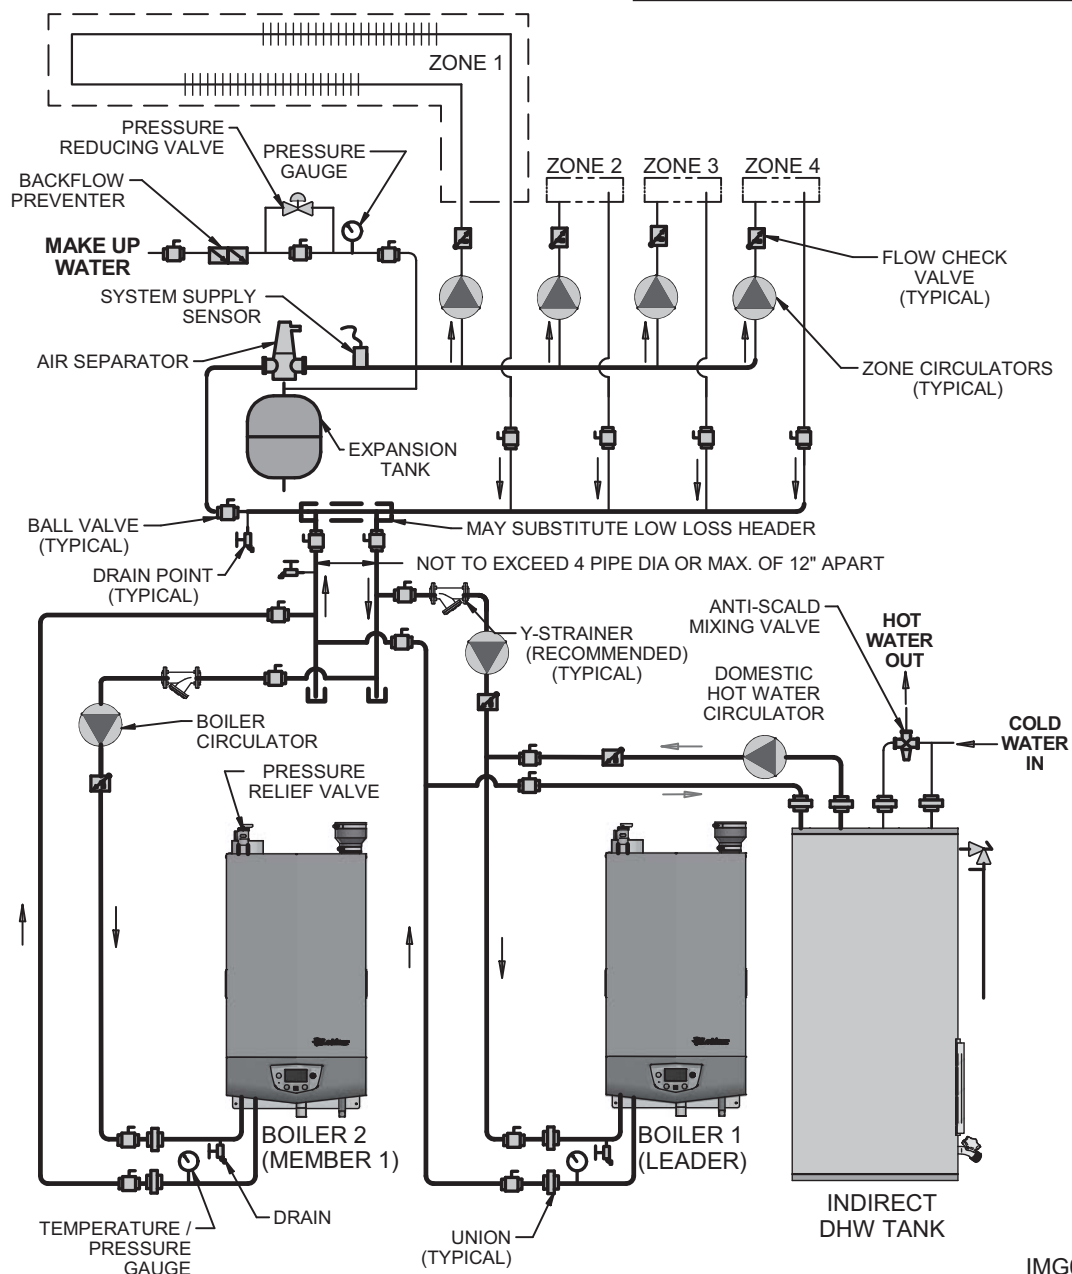 ZONE 1
PRESSURE
REDUCING VALVE
PRESSURE
GAUGE
BACKFLOW
PREVENTER
ZONE 2
ZONE 3
ZONE 4
MAKE UP
WATER
FLOW CHECK
VALVE
(TYPICAL)
SYSTEM SUPPLY
SENSOR
AIR SEPARATOR
ZONE CIRCULATORS
(TYPICAL)
EXPANSION
TANK
BALL VALVE
(TYPICAL)
MAY SUBSTITUTE LOW LOSS HEADER
DRAIN POINT
(TYPICAL)
NOT TO EXCEED 4 PIPE DIA OR MAX. OF 12" APART
ANTI-SCALD
MIXING VALVE
HOT
WATER
OUT
Y-STRAINER
(RECOMMENDED)
(TYPICAL)
DOMESTIC
HOT WATER
CIRCULATOR
BOILER
CIRCULATOR
COLD
WATER
IN
PRESSURE
RELIEF VALVE
BOILER 2
(MEMBER 1)
BOILER 1
(LEADER)
DRAIN
TEMPERATURE /
PRESSURE
GAUGE
UNION
(TYPICAL)
INDIRECT
DHW TANK